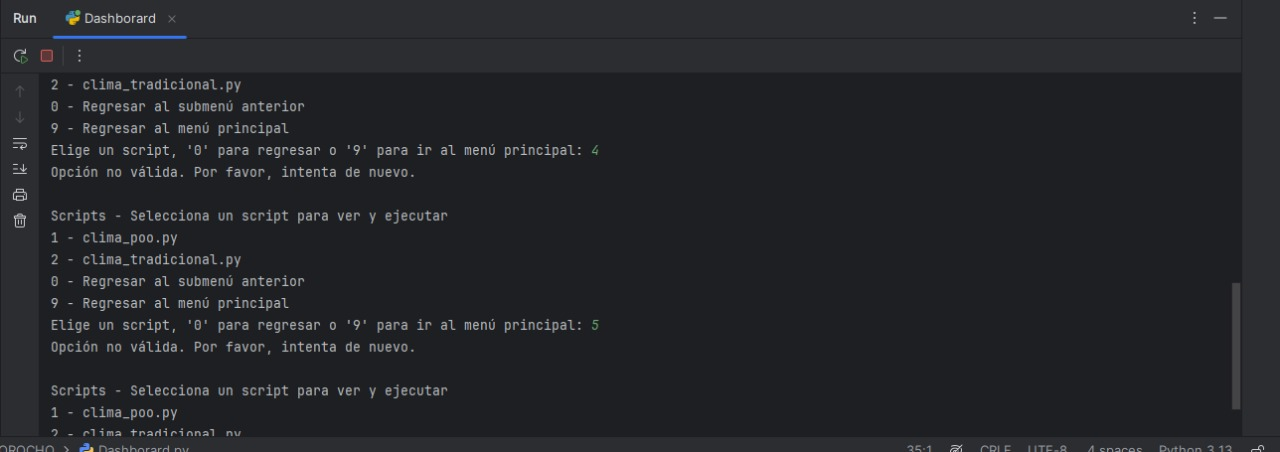 Run
Dashborard
2 - clima_tradicional.py
0 - Regresar al submenú anterior
9 - Regresar al menú principal
Elige un script, '0' para regresar o '9' para ir al menú principal: 4
Opción no válida. Por favor, intenta de nuevo.
Scripts - Selecciona un script para ver y ejecutar
1 - clima_poo.py
2 - clima_tradicional.py
0 - Regresar al submenú anterior
9 - Regresar al menú principal
Elige un script, '0' para regresar o '9' para ir al menú principal: 5
Opción no válida. Por favor, intenta de nuevo.
Scripts - Selecciona un script para ver y ejecutar
1 - clima_poo.py
2 - clima_tradicional.py
OROCHO > Dashborard.py 35:1 CRLF UTF-8 4 spaces Python 3.13